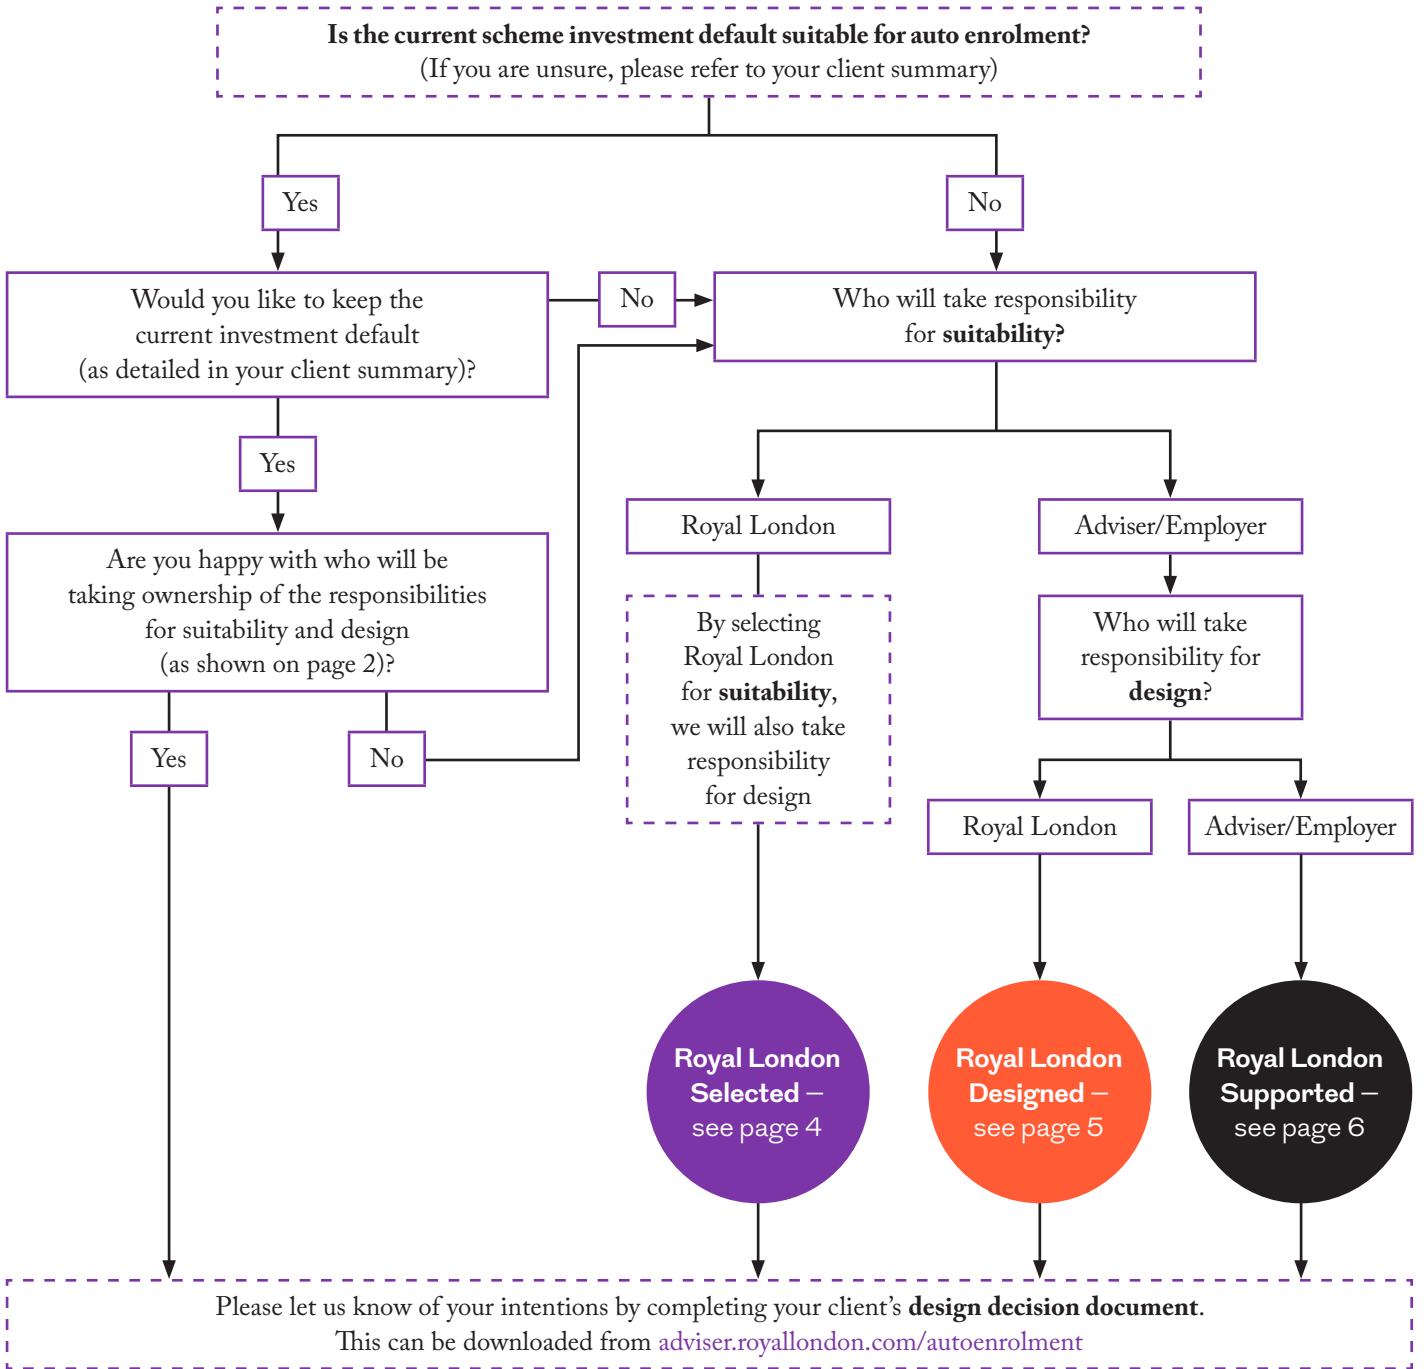 Is the current scheme investment default suitable for auto enrolment?
(If you are unsure, please refer to your client summary)
Yes
No
Would you like to keep the
current investment default
(as detailed in your client summary)?
No
Who will take responsibility
for suitability?
Yes
Are you happy with who will be
taking ownership of the responsibilities
for suitability and design
(as shown on page 2)?
Yes
No
Royal London
Adviser/Employer
By selecting
Royal London
for suitability,
we will also take
responsibility
for design
Who will take
responsibility for
design?
Royal London
Adviser/Employer
Royal London
Selected –
see page 4
Royal London
Designed –
see page 5
Royal London
Supported –
see page 6
Please let us know of your intentions by completing your client's design decision document.
This can be downloaded from adviser.royallondon.com/autoenrolment